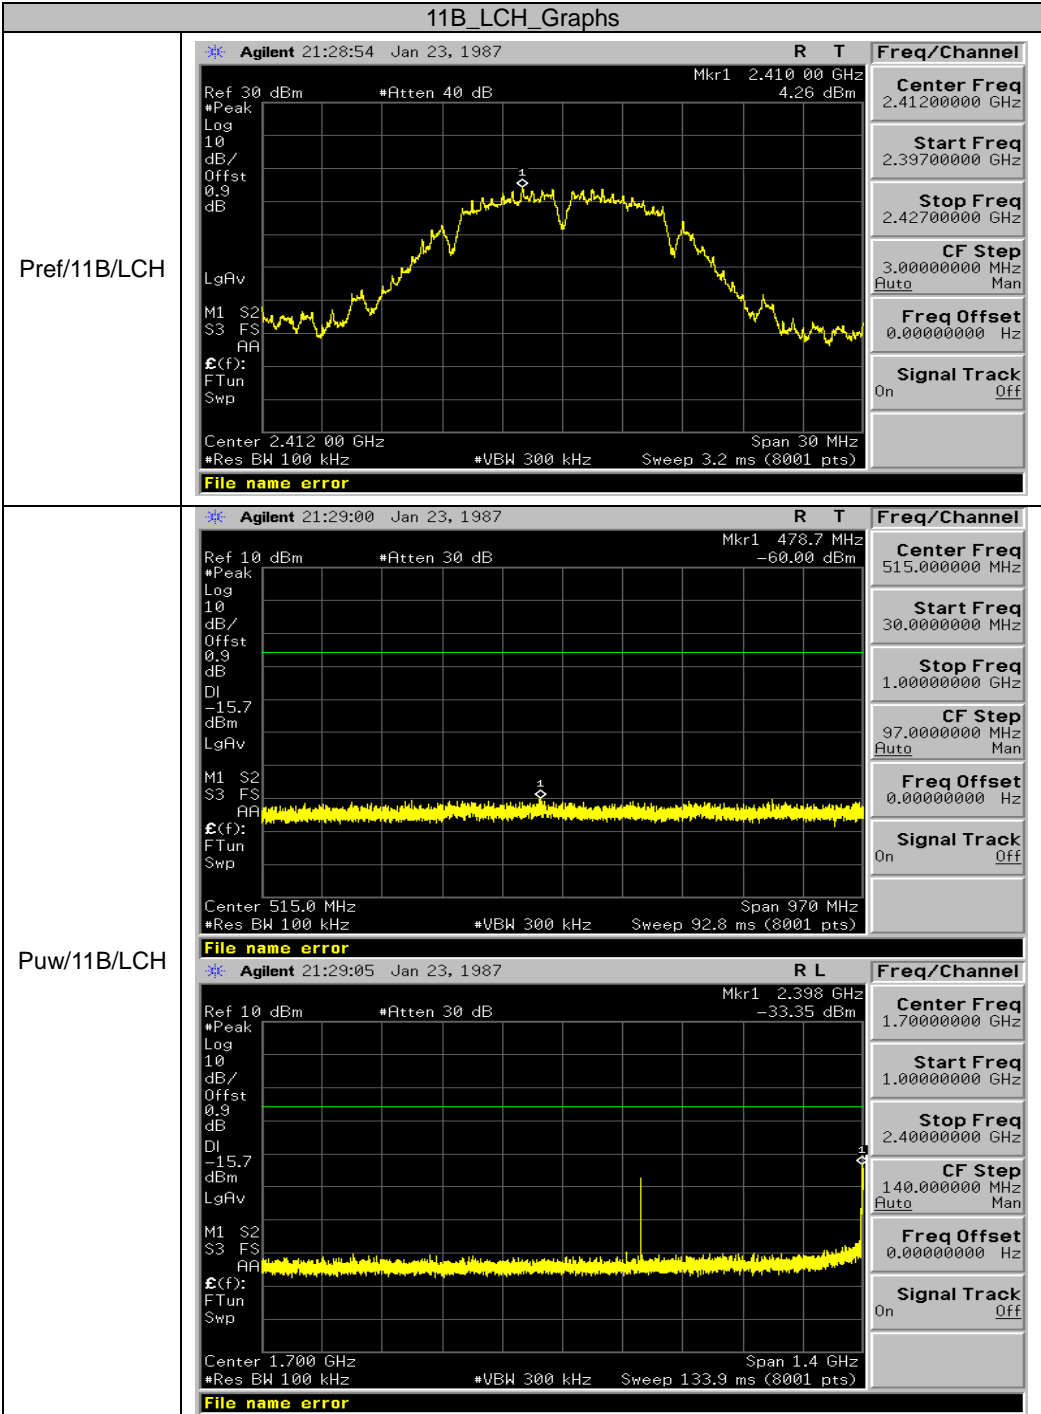 11B_LCH_Graphs
Pref/11B/LCH
Agilent 21:28:54 Jan 23, 1987 R T
Mkr1 2.410 00 GHz
Ref 30 dBm #Atten 40 dB 4.26 dBm
#Peak
Log
10
dB/
Offst
0.9
dB
LgAv
M1 S2
S3 FS
AA
£(f):
FTun
Swp
1
Center 2.412 00 GHz Span 30 MHz
#Res BW 100 kHz #VBW 300 kHz Sweep 3.2 ms (8001 pts)
File name error
Freq/Channel
Center Freq
2.41200000 GHz
Start Freq
2.39700000 GHz
Stop Freq
2.42700000 GHz
CF Step
3.00000000 MHz
Auto Man
Freq Offset
0.00000000 Hz
Signal Track
On Off
Puw/11B/LCH
Agilent 21:29:00 Jan 23, 1987 R T
Mkr1 478.7 MHz
Ref 10 dBm #Atten 30 dB -60.00 dBm
#Peak
Log
10
dB/
Offst
0.9
dB
DI
-15.7
dBm
LgAv
M1 S2
S3 FS
AA
£(f):
FTun
Swp
1
Center 515.0 MHz Span 970 MHz
#Res BW 100 kHz #VBW 300 kHz Sweep 92.8 ms (8001 pts)
File name error
Freq/Channel
Center Freq
515.000000 MHz
Start Freq
30.0000000 MHz
Stop Freq
1.00000000 GHz
CF Step
97.0000000 MHz
Auto Man
Freq Offset
0.00000000 Hz
Signal Track
On Off
Agilent 21:29:05 Jan 23, 1987 R L
Mkr1 2.398 GHz
Ref 10 dBm #Atten 30 dB -33.35 dBm
#Peak
Log
10
dB/
Offst
0.9
dB
DI
-15.7
dBm
LgAv
M1 S2
S3 FS
AA
£(f):
FTun
Swp
1
Center 1.700 GHz Span 1.4 GHz
#Res BW 100 kHz #VBW 300 kHz Sweep 133.9 ms (8001 pts)
File name error
Freq/Channel
Center Freq
1.70000000 GHz
Start Freq
1.00000000 GHz
Stop Freq
2.40000000 GHz
CF Step
140.000000 MHz
Auto Man
Freq Offset
0.00000000 Hz
Signal Track
On Off